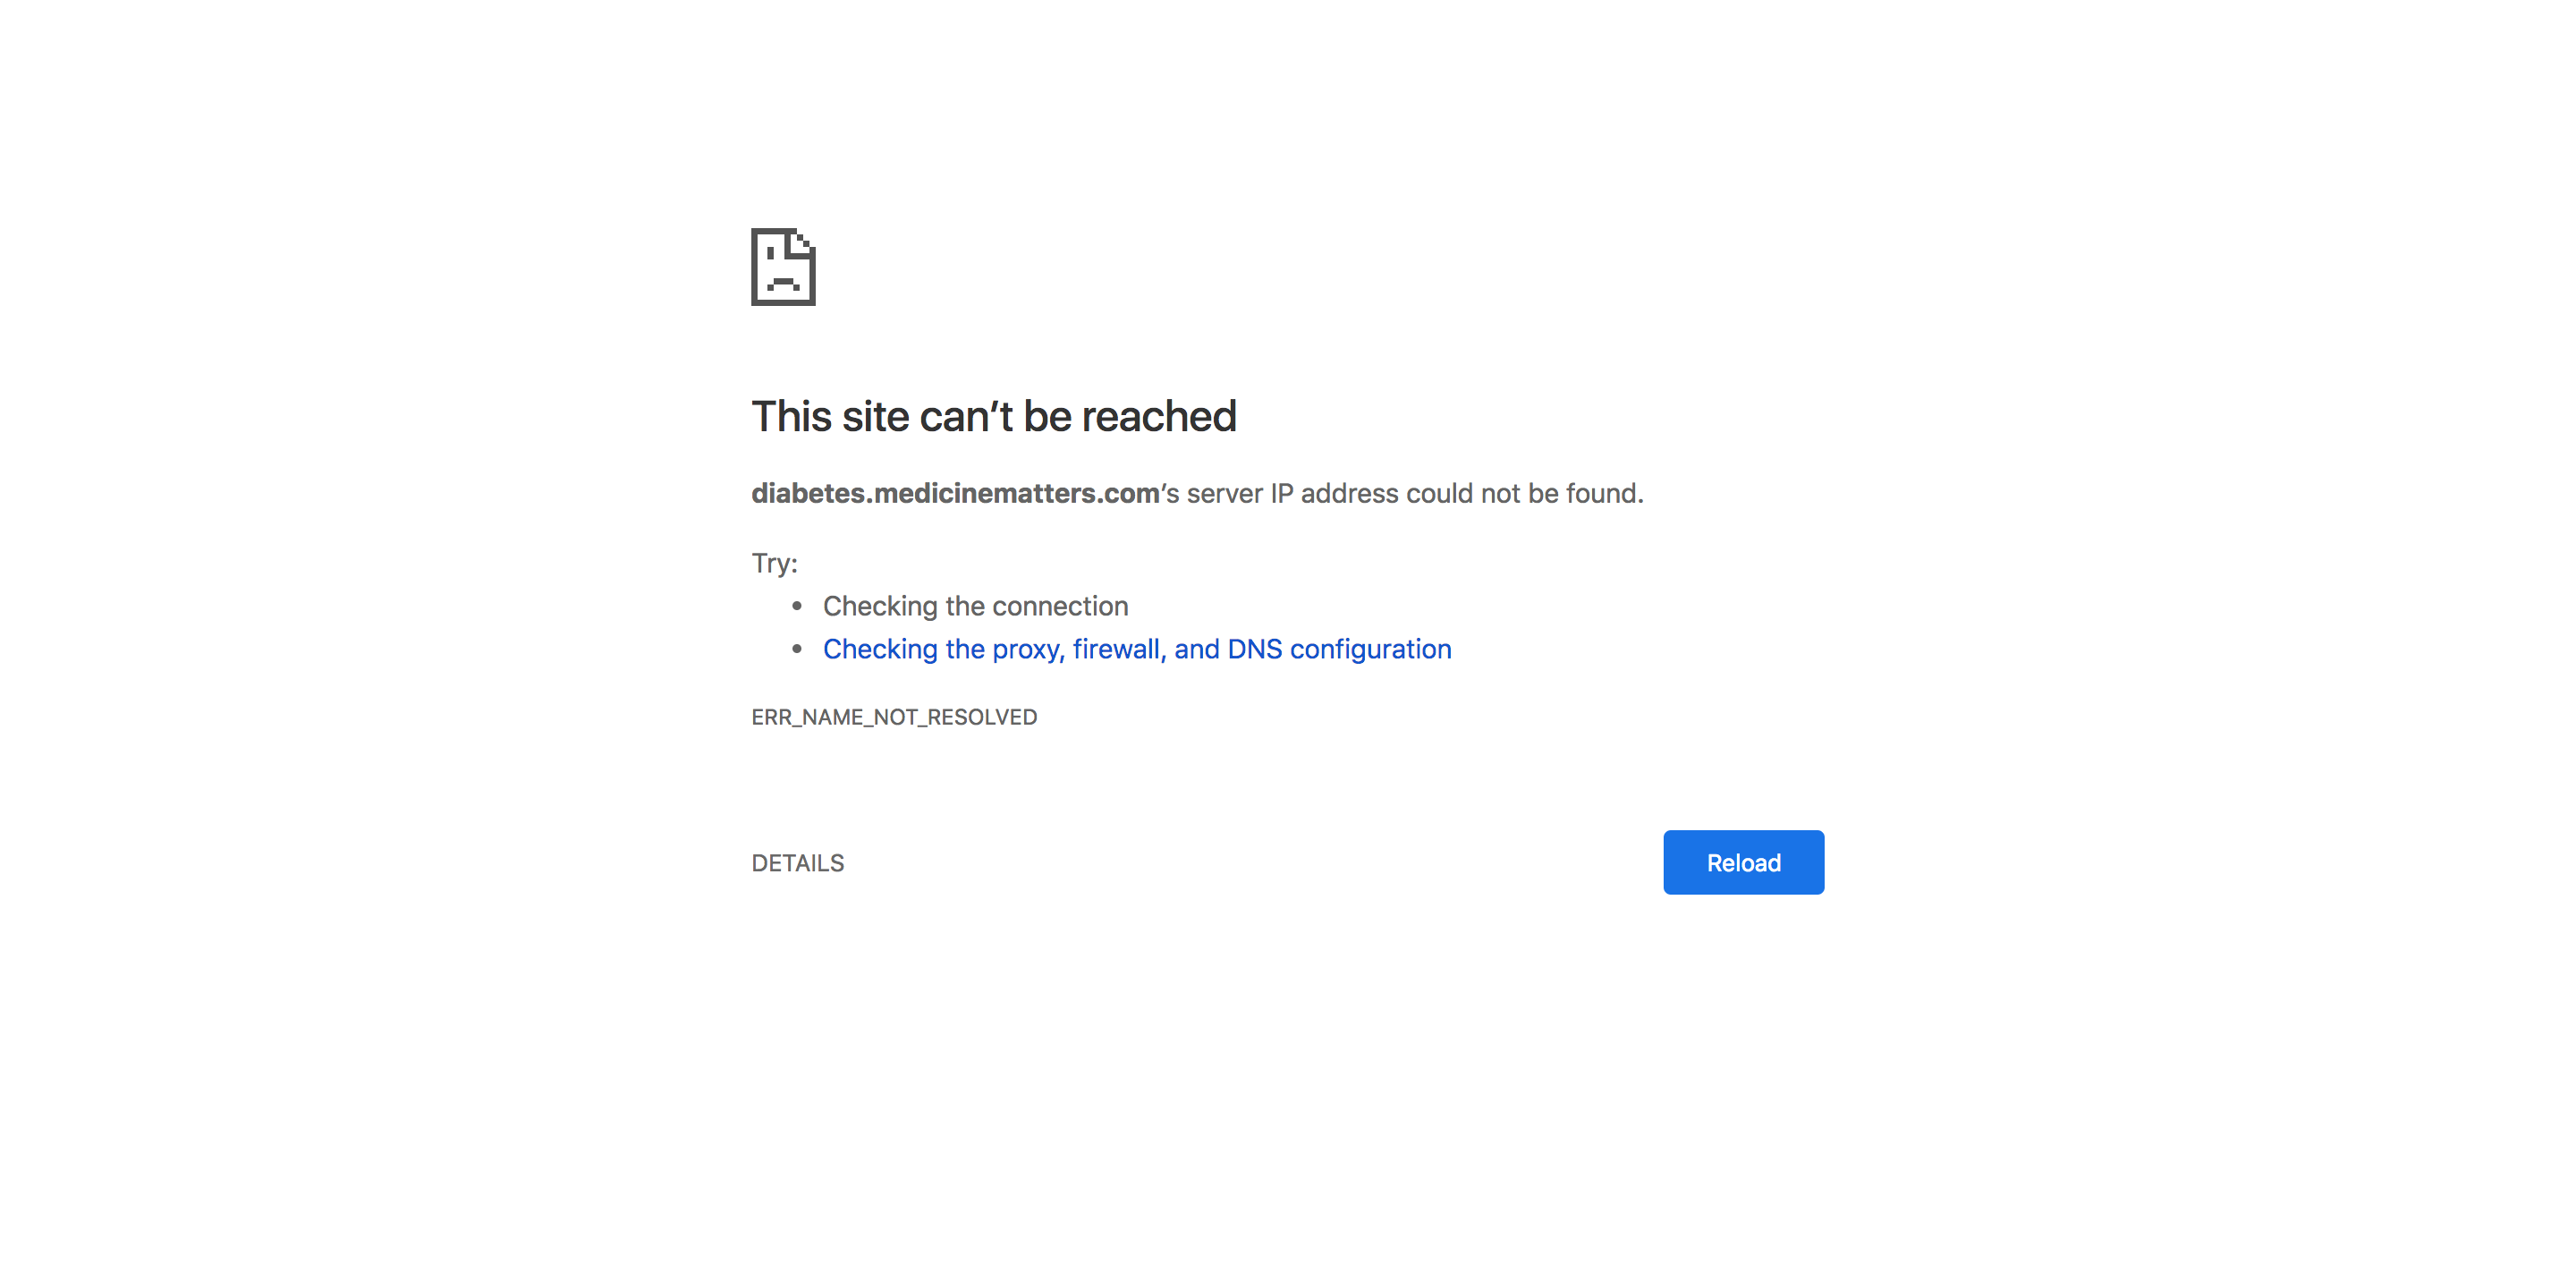 This site can’t be reached
diabetes.medicinematters.com’s server IP address could not be found.
Try:
• Checking the connection
• Checking the proxy, firewall, and DNS configuration
ERR_NAME_NOT_RESOLVED
DETAILS
Reload